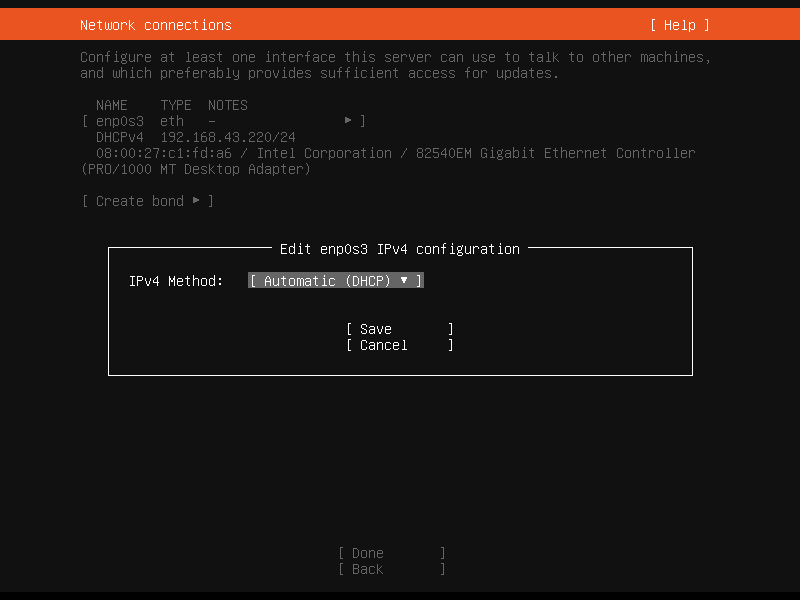 Network connections [ Help ]
Configure at least one interface this server can use to talk to other machines,
and which preferably provides sufficient access for updates.
NAME TYPE NOTES
[ enp0s3 eth – ▸ ]
DHCPv4 192.168.43.220/24
08:00:27:c1:fd:a6 / Intel Corporation / 82540EM Gigabit Ethernet Controller
(PRO/1000 MT Desktop Adapter)
[ Create bond ▸ ]
Edit enp0s3 IPv4 configuration
IPv4 Method: [ Automatic (DHCP) ▾ ]
[ Save ]
[ Cancel ]
[ Done ]
[ Back ]